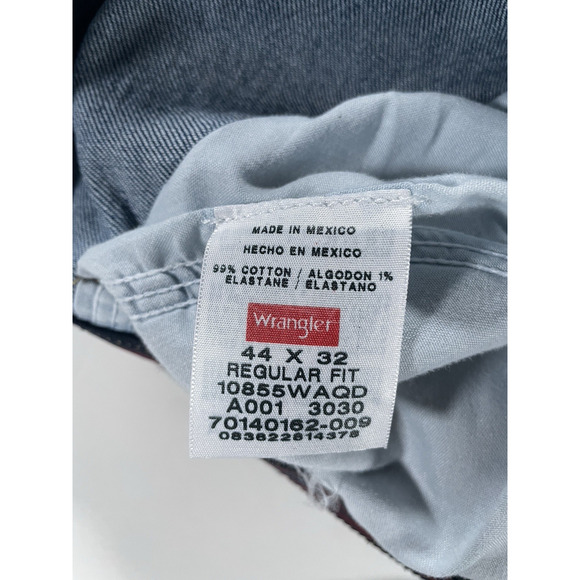 MADE IN MEXICO
HECHO EN MEXICO
99% COTTON / ALGODON 1%
ELASTANE / ELASTANO
Wrangler
44 X 32
REGULAR FIT
10855WAQD
A001 3030
70140162-009
083622814378